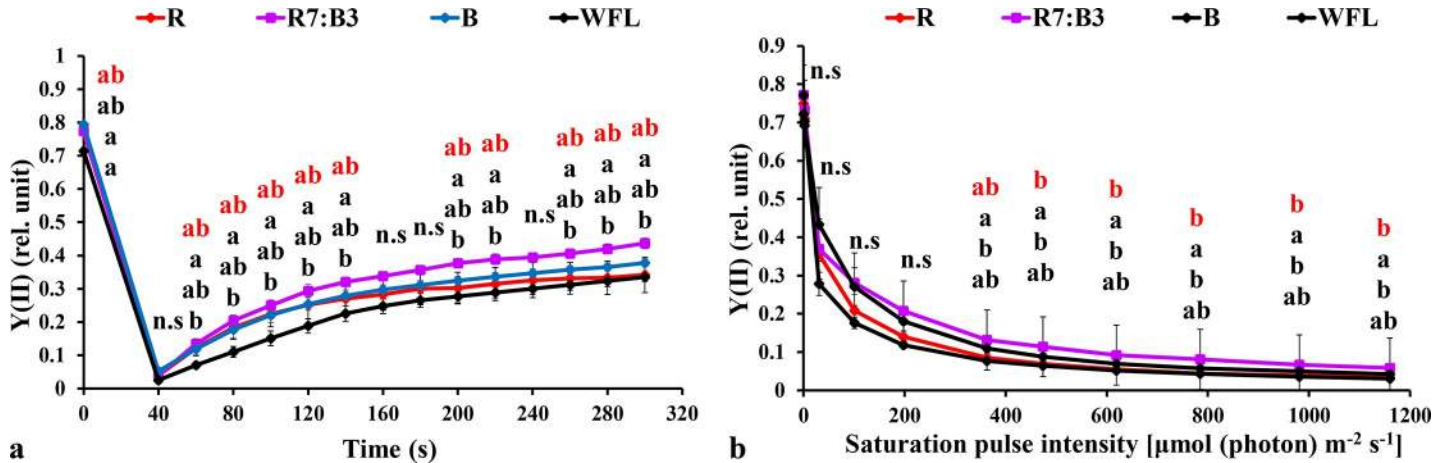 R R7:B3 B WFL
Y(II) (rel. unit)
1
0.9
0.8
0.7
0.6
0.5
0.4
0.3
0.2
0.1
0
ab
ab
a
a
n.s
ab
a
ab
b
ab
a
ab
b
ab
a
ab
b
ab
a
ab
b
ab
a
ab
b
n.s
n.s
ab
a
ab
b
ab
a
ab
b
n.s
ab
a
ab
b
ab
a
ab
b
ab
a
ab
b
0 40 80 120 160 200 240 280 320
Time (s)
a
R R7:B3 B WFL
Y(II) (rel. unit)
0.9
0.8
0.7
0.6
0.5
0.4
0.3
0.2
0.1
0
n.s
n.s
n.s
n.s
ab
a
b
ab
b
a
b
ab
b
a
b
ab
b
a
b
ab
b
a
b
ab
b
a
b
ab
0 200 400 600 800 1000 1200
Saturation pulse intensity [µmol (photon) m⁻² s⁻¹]
b